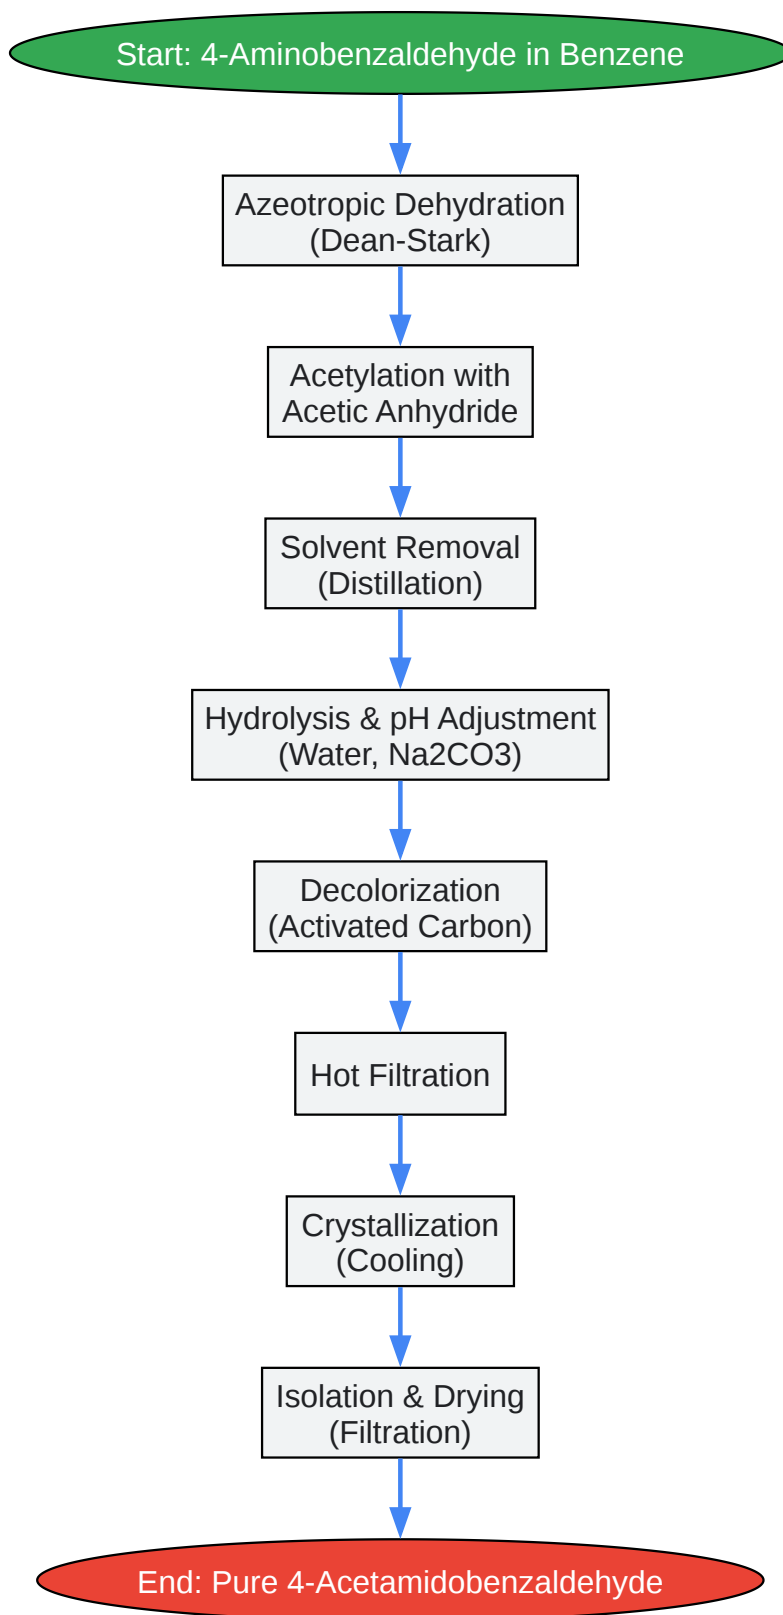 Start: 4-Aminobenzaldehyde in Benzene
Azeotropic Dehydration
(Dean-Stark)
Acetylation with
Acetic Anhydride
Solvent Removal
(Distillation)
Hydrolysis & pH Adjustment
(Water, Na2CO3)
Decolorization
(Activated Carbon)
Hot Filtration
Crystallization
(Cooling)
Isolation & Drying
(Filtration)
End: Pure 4-Acetamidobenzaldehyde